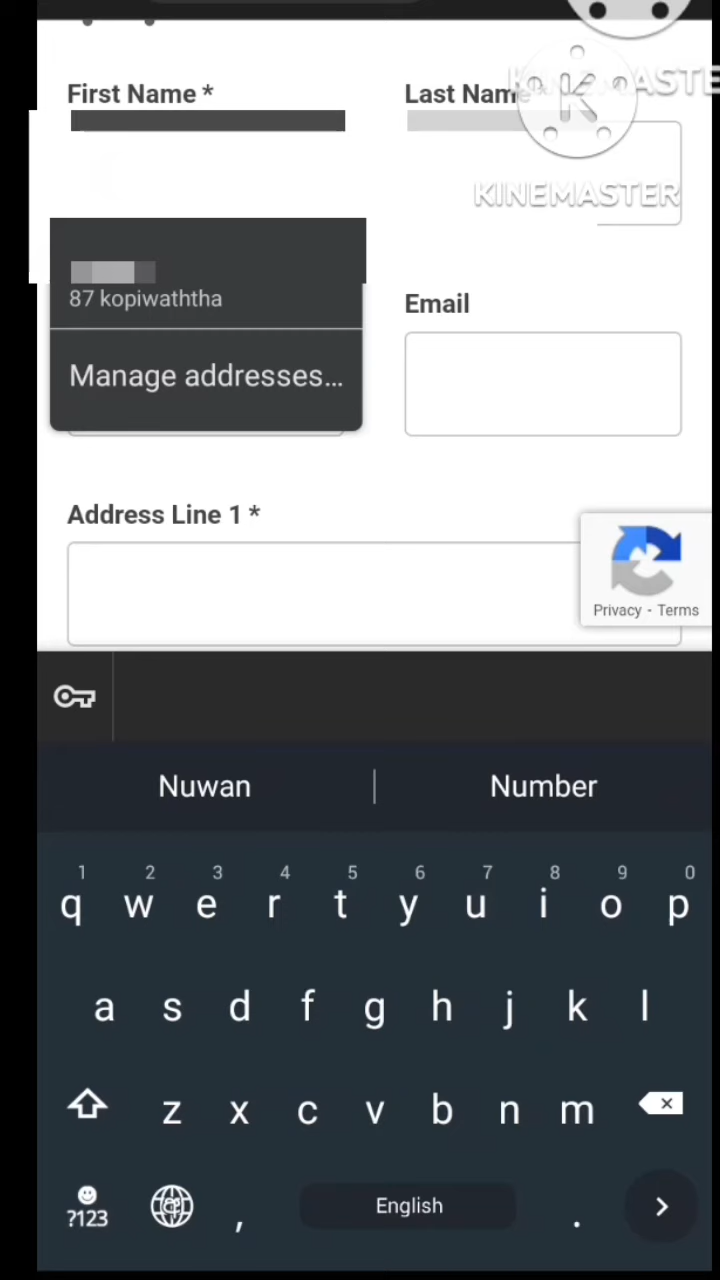 KINEMASTE
First Name *
Last Name *
KINEMASTER
87 kopiwaththa
Manage addresses...
Email
Address Line 1 *
Privacy - Terms
Nuwan
Number
1 2 3 4 5 6 7 8 9 0
q w e r t y u i o p
a s d f g h j k l
z x c v b n m
?123 , English .